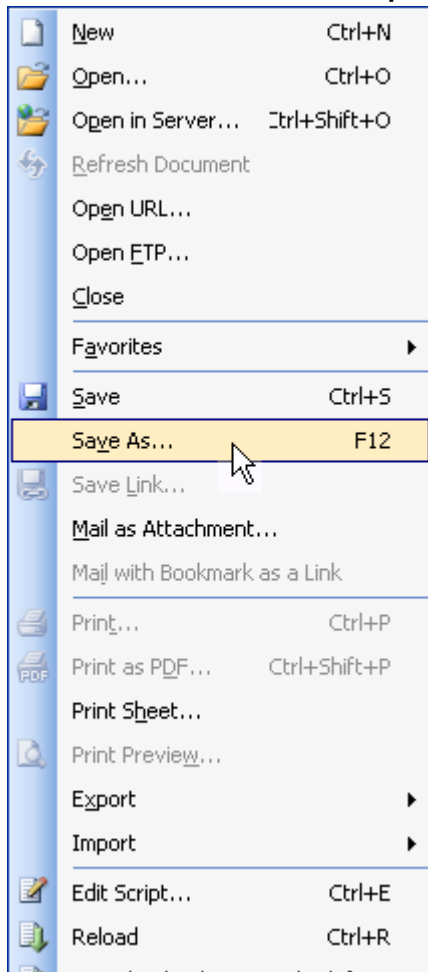 New Ctrl+N
Open... Ctrl+O
Open in Server... Ctrl+Shift+O
Refresh Document
Open URL...
Open FTP...
Close
Favorites
Save Ctrl+S
Save As... F12
Save Link...
Mail as Attachment...
Mail with Bookmark as a Link
Print... Ctrl+P
PDF Print as PDF... Ctrl+Shift+P
Print Sheet...
Print Preview...
Export
Import
Edit Script... Ctrl+E
Reload Ctrl+R